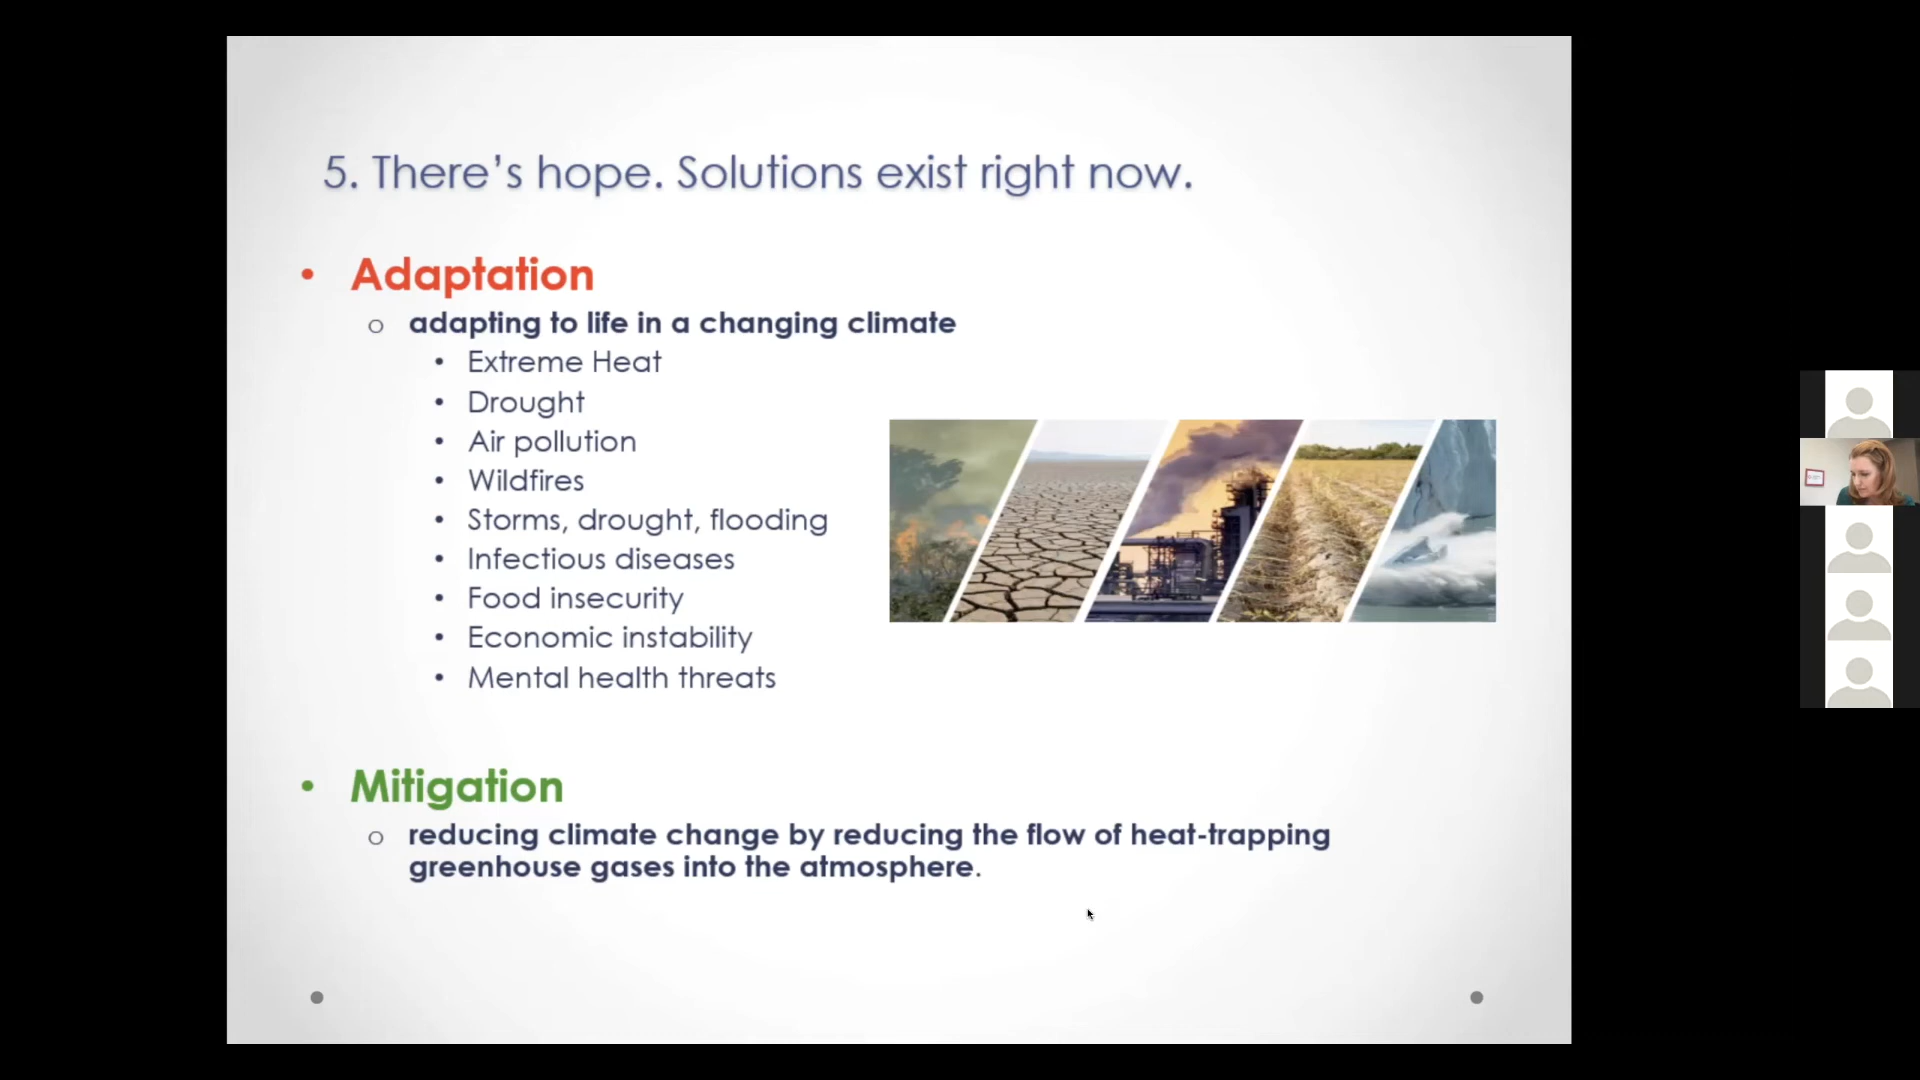 5. There’s hope. Solutions exist right now.
• Adaptation
o adapting to life in a changing climate
• Extreme Heat
• Drought
• Air pollution
• Wildfires
• Storms, drought, flooding
• Infectious diseases
• Food insecurity
• Economic instability
• Mental health threats
• Mitigation
o reducing climate change by reducing the flow of heat-trapping
greenhouse gases into the atmosphere.